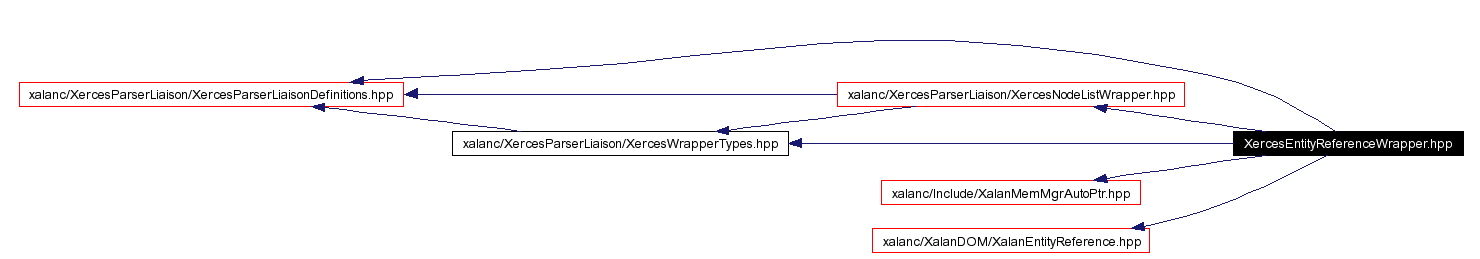 xalanc/XercesParserLiaison/XercesParserLiaisonDefinitions.hpp
xalanc/XercesParserLiaison/XercesNodeListWrapper.hpp
xalanc/XercesParserLiaison/XercesWrapperTypes.hpp
XercesEntityReferenceWrapper.hpp
xalanc/Include/XalanMemMgrAutoPtr.hpp
xalanc/XalanDOM/XalanEntityReference.hpp